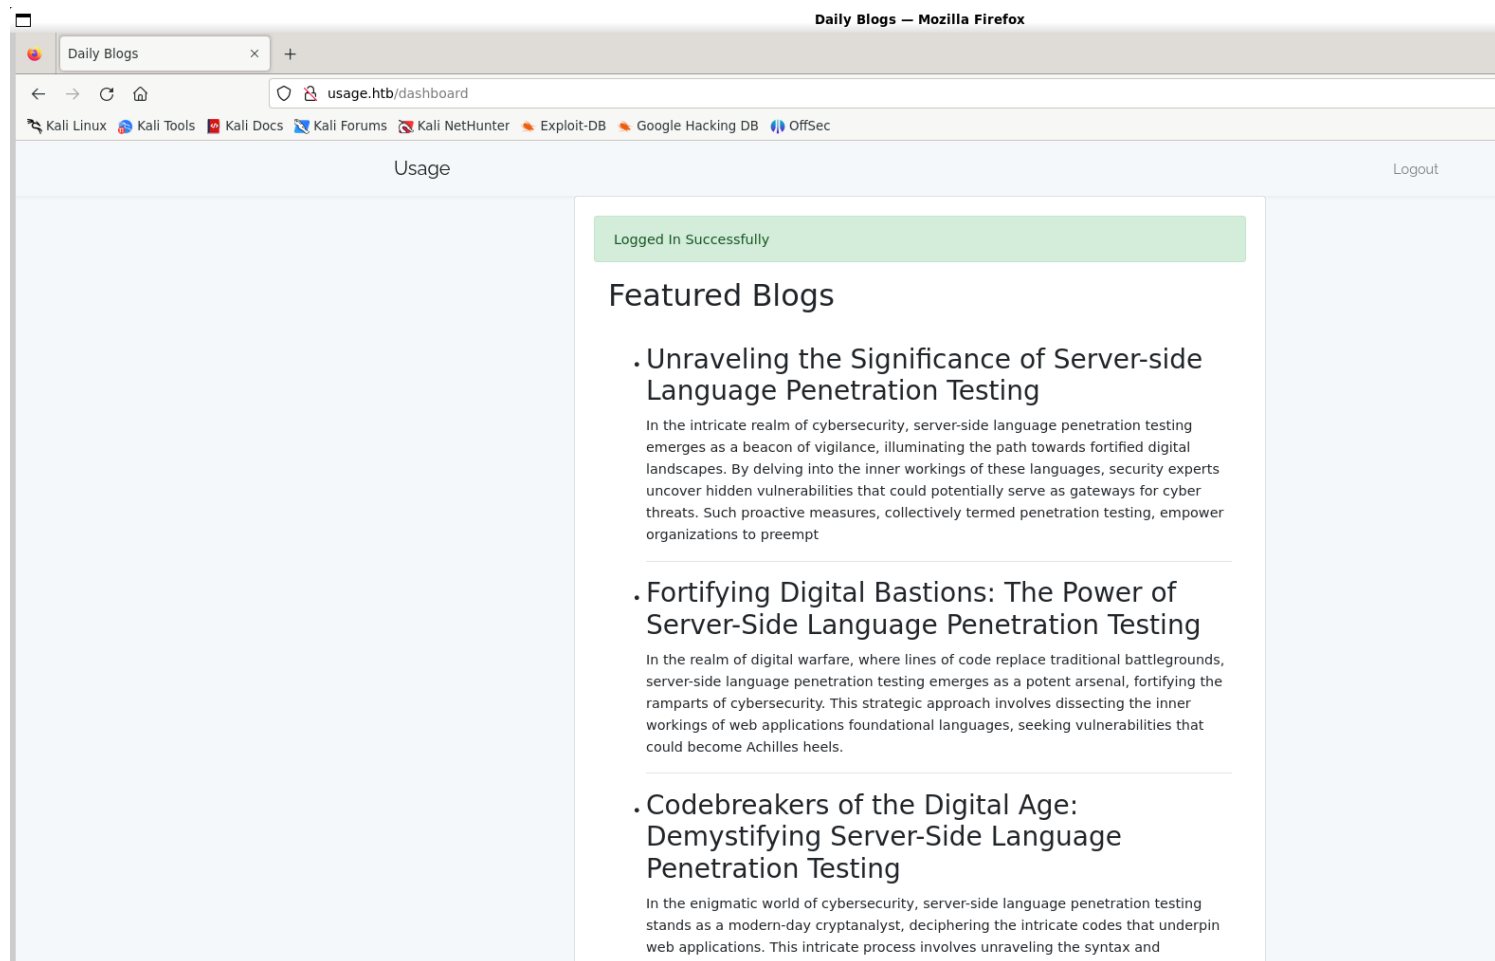 Daily Blogs — Mozilla Firefox
Daily Blogs
usage.htb/dashboard
Kali Linux Kali Tools Kali Docs Kali Forums Kali NetHunter Exploit-DB Google Hacking DB OffSec
Usage Logout
Logged In Successfully
Featured Blogs
• Unraveling the Significance of Server-side
Language Penetration Testing
In the intricate realm of cybersecurity, server-side language penetration testing
emerges as a beacon of vigilance, illuminating the path towards fortified digital
landscapes. By delving into the inner workings of these languages, security experts
uncover hidden vulnerabilities that could potentially serve as gateways for cyber
threats. Such proactive measures, collectively termed penetration testing, empower
organizations to preempt
• Fortifying Digital Bastions: The Power of
Server-Side Language Penetration Testing
In the realm of digital warfare, where lines of code replace traditional battlegrounds,
server-side language penetration testing emerges as a potent arsenal, fortifying the
ramparts of cybersecurity. This strategic approach involves dissecting the inner
workings of web applications foundational languages, seeking vulnerabilities that
could become Achilles heels.
• Codebreakers of the Digital Age:
Demystifying Server-Side Language
Penetration Testing
In the enigmatic world of cybersecurity, server-side language penetration testing
stands as a modern-day cryptanalyst, deciphering the intricate codes that underpin
web applications. This intricate process involves unraveling the syntax and